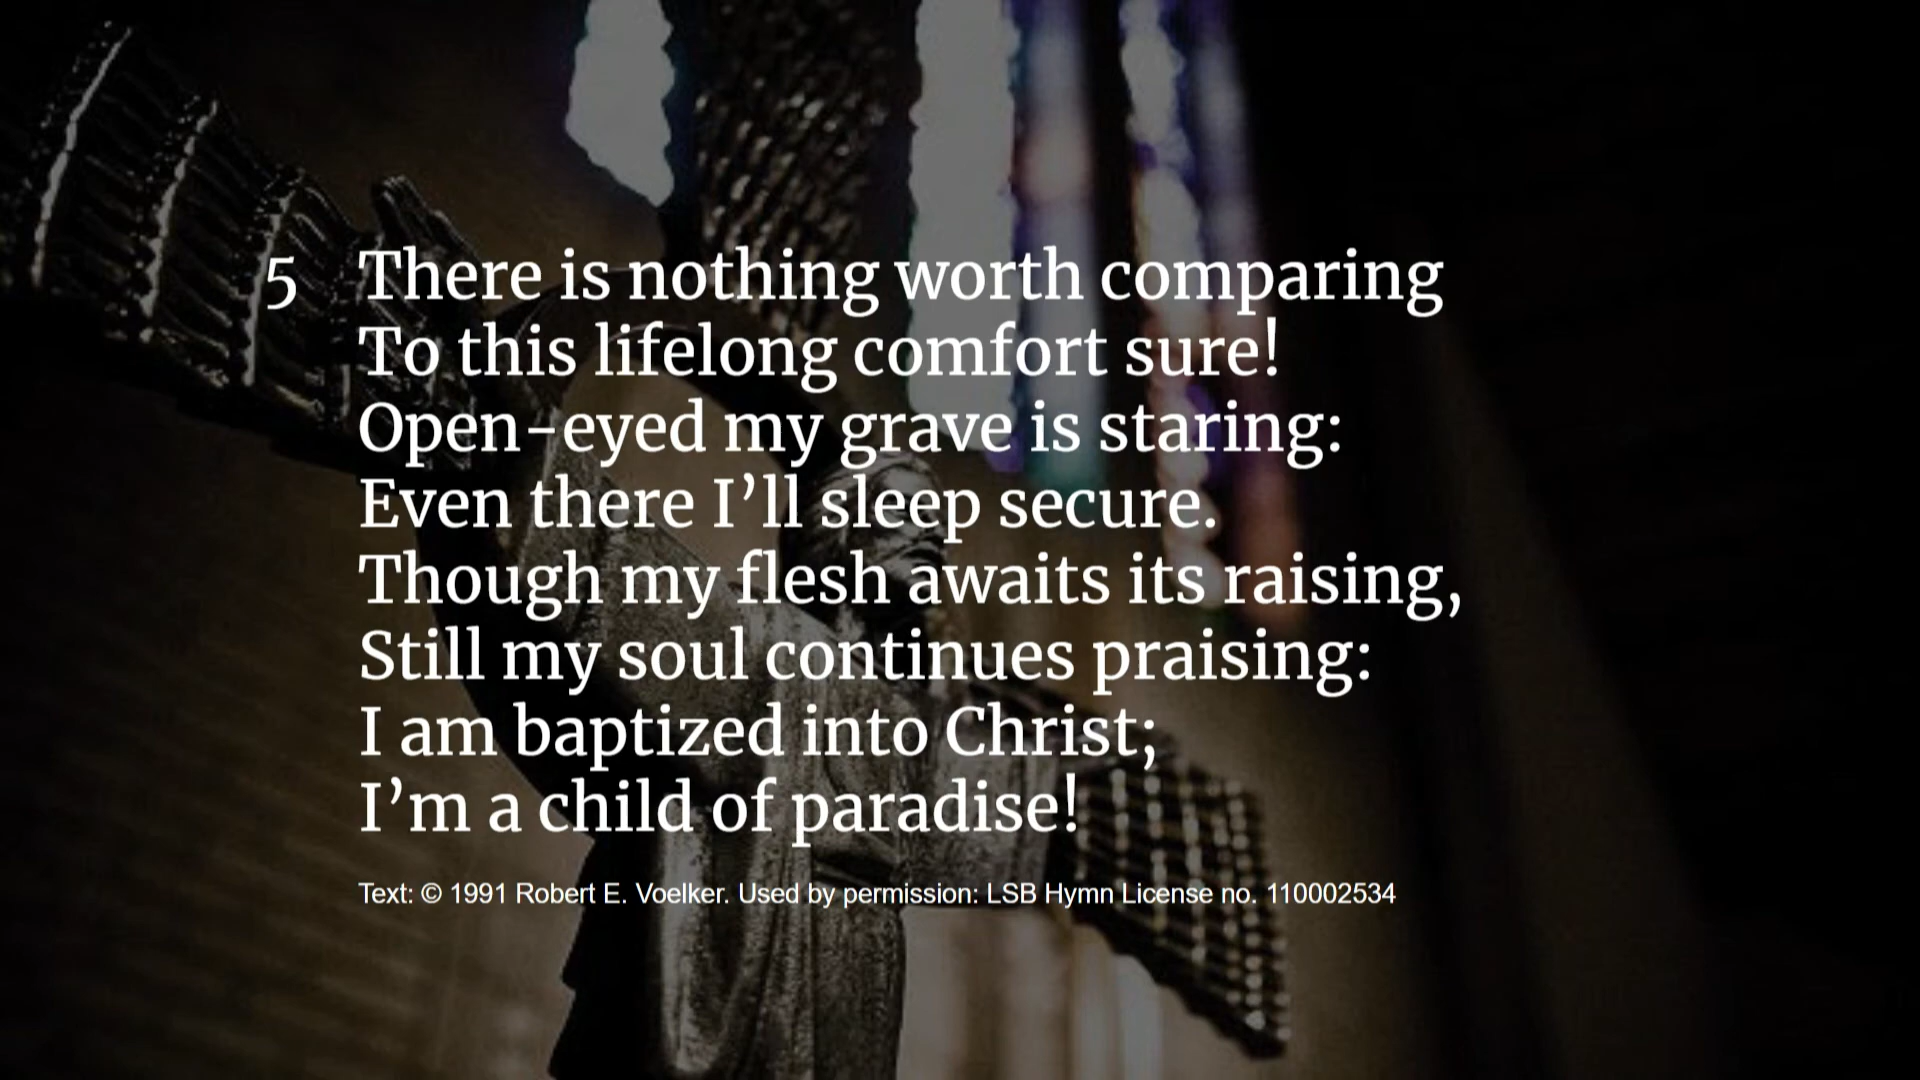 5 There is nothing worth comparing
To this lifelong comfort sure!
Open-eyed my grave is staring:
Even there I’ll sleep secure.
Though my flesh awaits its raising,
Still my soul continues praising:
I am baptized into Christ;
I’m a child of paradise!
Text: © 1991 Robert E. Voelker. Used by permission: LSB Hymn License no. 110002534